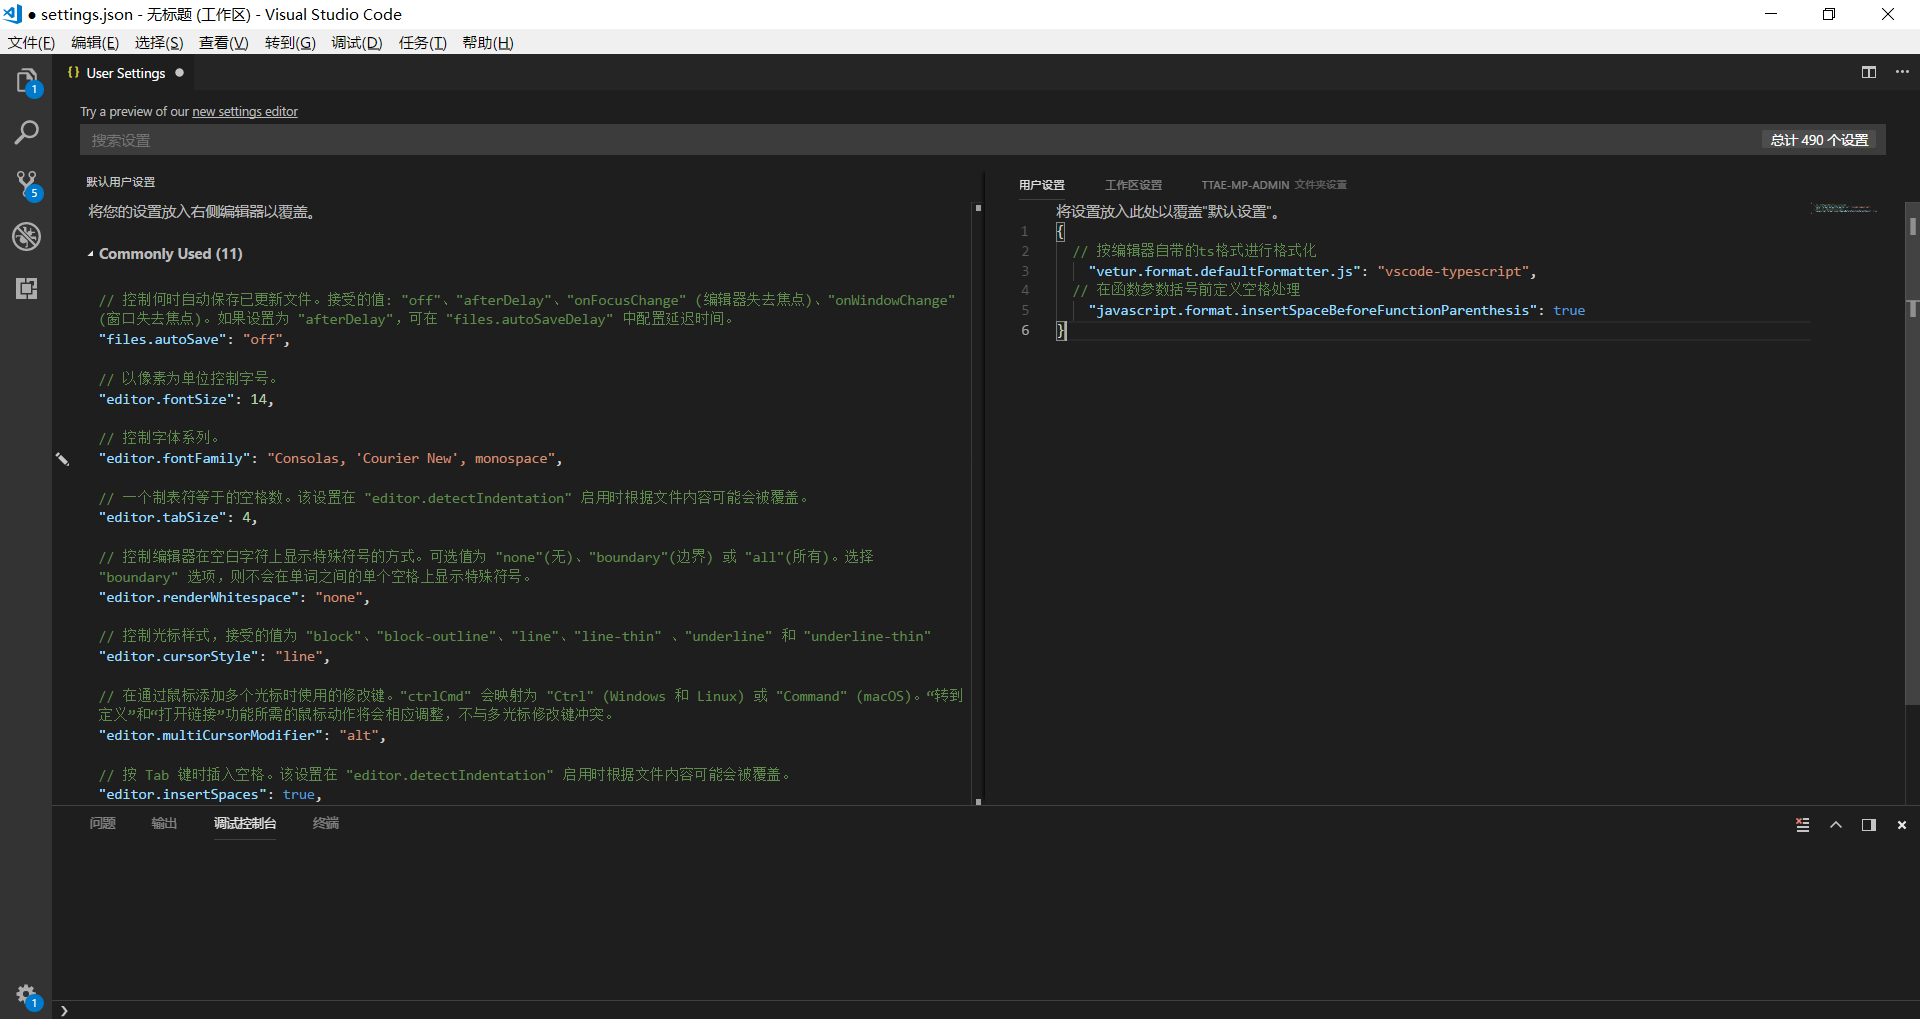 ● settings.json - 无标题 (工作区) - Visual Studio Code
文件(F) 编辑(E) 选择(S) 查看(V) 转到(G) 调试(D) 任务(T) 帮助(H)
{} User Settings ●
Try a preview of our new settings editor
搜索设置
总计 490 个设置
默认用户设置
将您的设置放入右侧编辑器以覆盖。
Commonly Used (11)
// 控制何时自动保存已更新文件。接受的值: "off"、"afterDelay"、"onFocusChange" (编辑器失去焦点)、"onWindowChange"
(窗口失去焦点)。如果设置为 "afterDelay"，可在 "files.autoSaveDelay" 中配置延迟时间。
"files.autoSave": "off",
// 以像素为单位控制字号。
"editor.fontSize": 14,
// 控制字体系列。
"editor.fontFamily": "Consolas, 'Courier New', monospace",
// 一个制表符等于的空格数。该设置在 "editor.detectIndentation" 启用时根据文件内容可能会被覆盖。
"editor.tabSize": 4,
// 控制编辑器在空白字符上显示特殊符号的方式。可选值为 "none"(无)、"boundary"(边界) 或 "all"(所有)。选择
"boundary" 选项，则不会在单词之间的单个空格上显示特殊符号。
"editor.renderWhitespace": "none",
// 控制光标样式，接受的值为 "block"、"block-outline"、"line"、"line-thin" 、"underline" 和 "underline-thin"
"editor.cursorStyle": "line",
// 在通过鼠标添加多个光标时使用的修改键。"ctrlCmd" 会映射为 "Ctrl" (Windows 和 Linux) 或 "Command" (macOS)。“转到
定义”和“打开链接”功能所需的鼠标动作将会相应调整，不与多光标修改键冲突。
"editor.multiCursorModifier": "alt",
// 按 Tab 键时插入空格。该设置在 "editor.detectIndentation" 启用时根据文件内容可能会被覆盖。
"editor.insertSpaces": true,
用户设置 工作区设置 TTAE-MP-ADMIN 文件夹设置
将设置放入此处以覆盖"默认设置"。
1 {
2 // 按编辑器自带的ts格式进行格式化
3 "vetur.format.defaultFormatter.js": "vscode-typescript",
4 // 在函数参数括号前定义空格处理
5 "javascript.format.insertSpaceBeforeFunctionParenthesis": true
6 }
问题 输出 调试控制台 终端
1
5
1